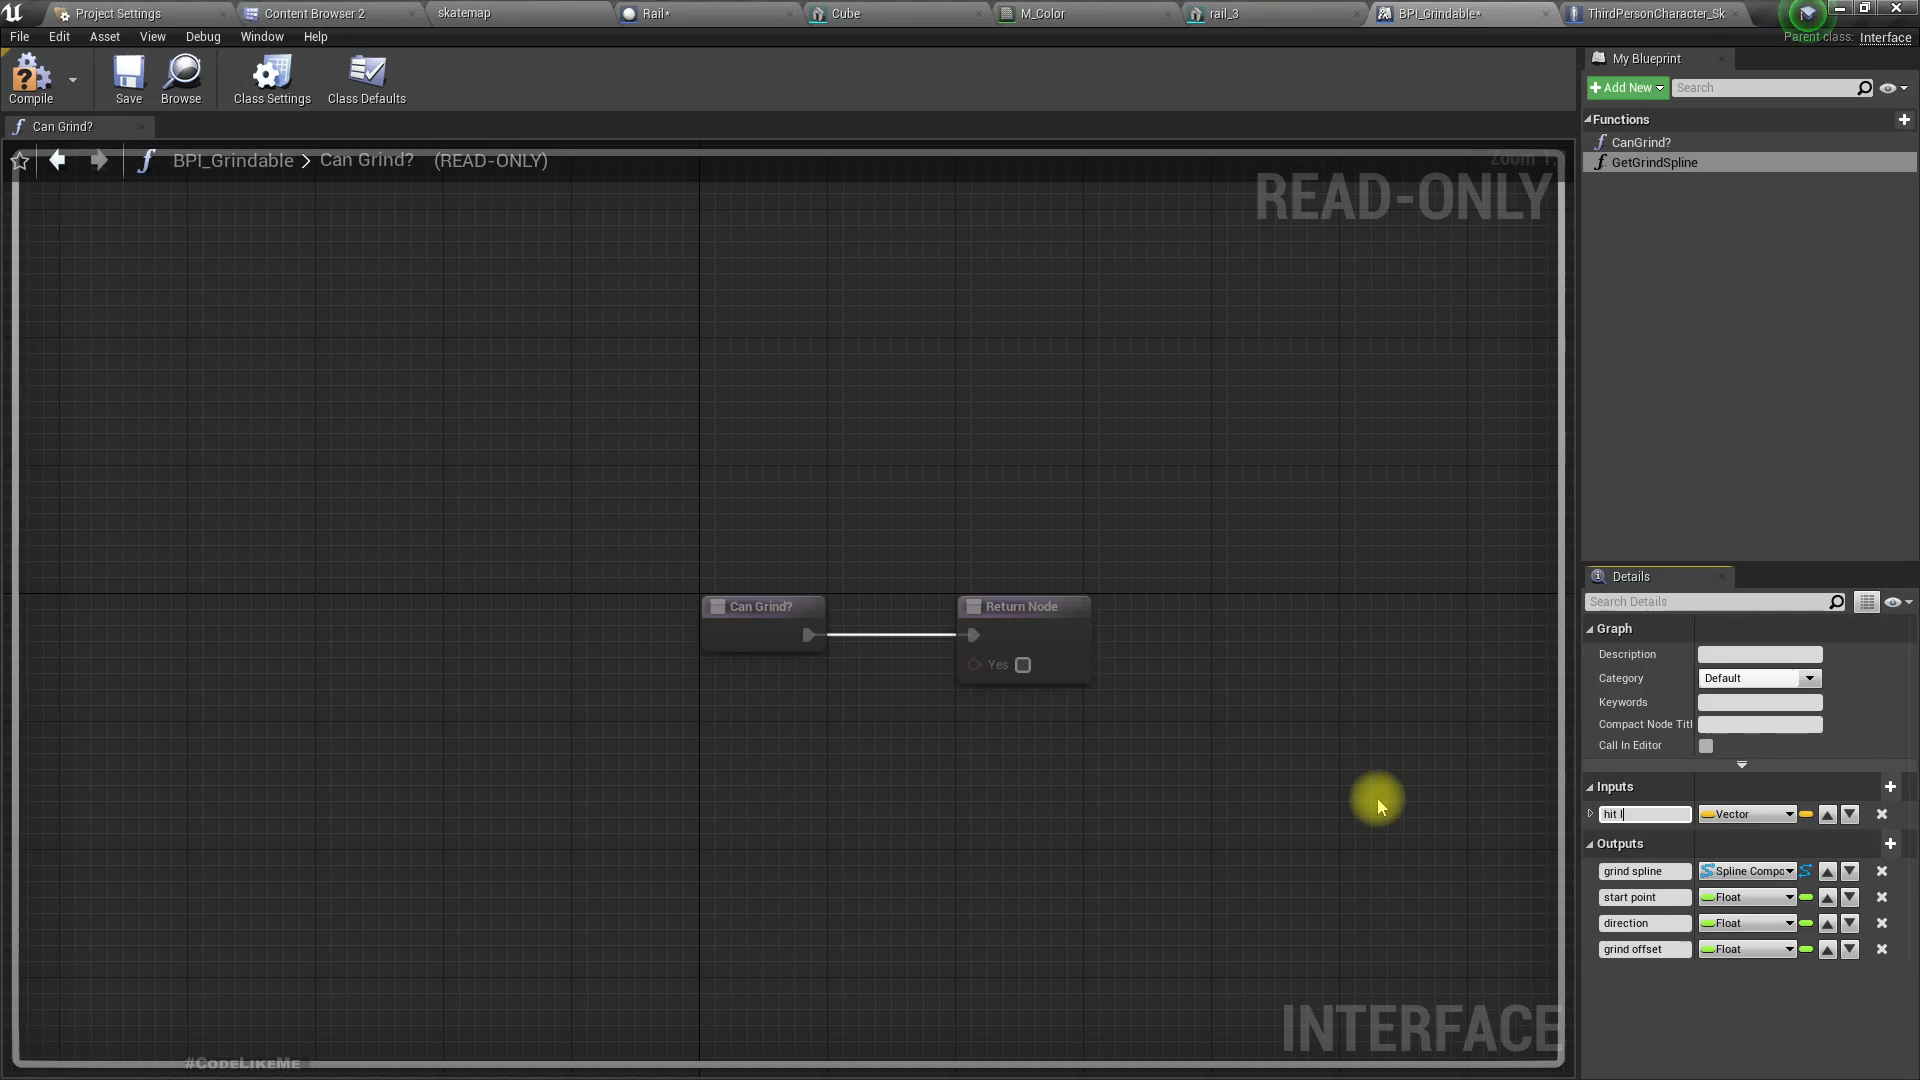 Project Settings
Content Browser 2
skatemap
Rail*
Cube
M_Color
rail_3
BPI_Grindable*
ThirdPersonCharacter_Sk
File Edit Asset View Debug Window Help
Parent class: Interface
Compile
Save
Browse
Class Settings
Class Defaults
My Blueprint
Add New
Search
Functions
CanGrind?
GetGrindSpline
Can Grind?
BPI_Grindable > Can Grind? (READ-ONLY)
READ-ONLY
Can Grind?
Return Node
Yes
Details
Search Details
Graph
Description
Category Default
Keywords
Compact Node Titl
Call In Editor
Inputs
hit l Vector
Outputs
grind spline Spline Compo
start point Float
direction Float
grind offset Float
INTERFACE
#CodeLikeMe